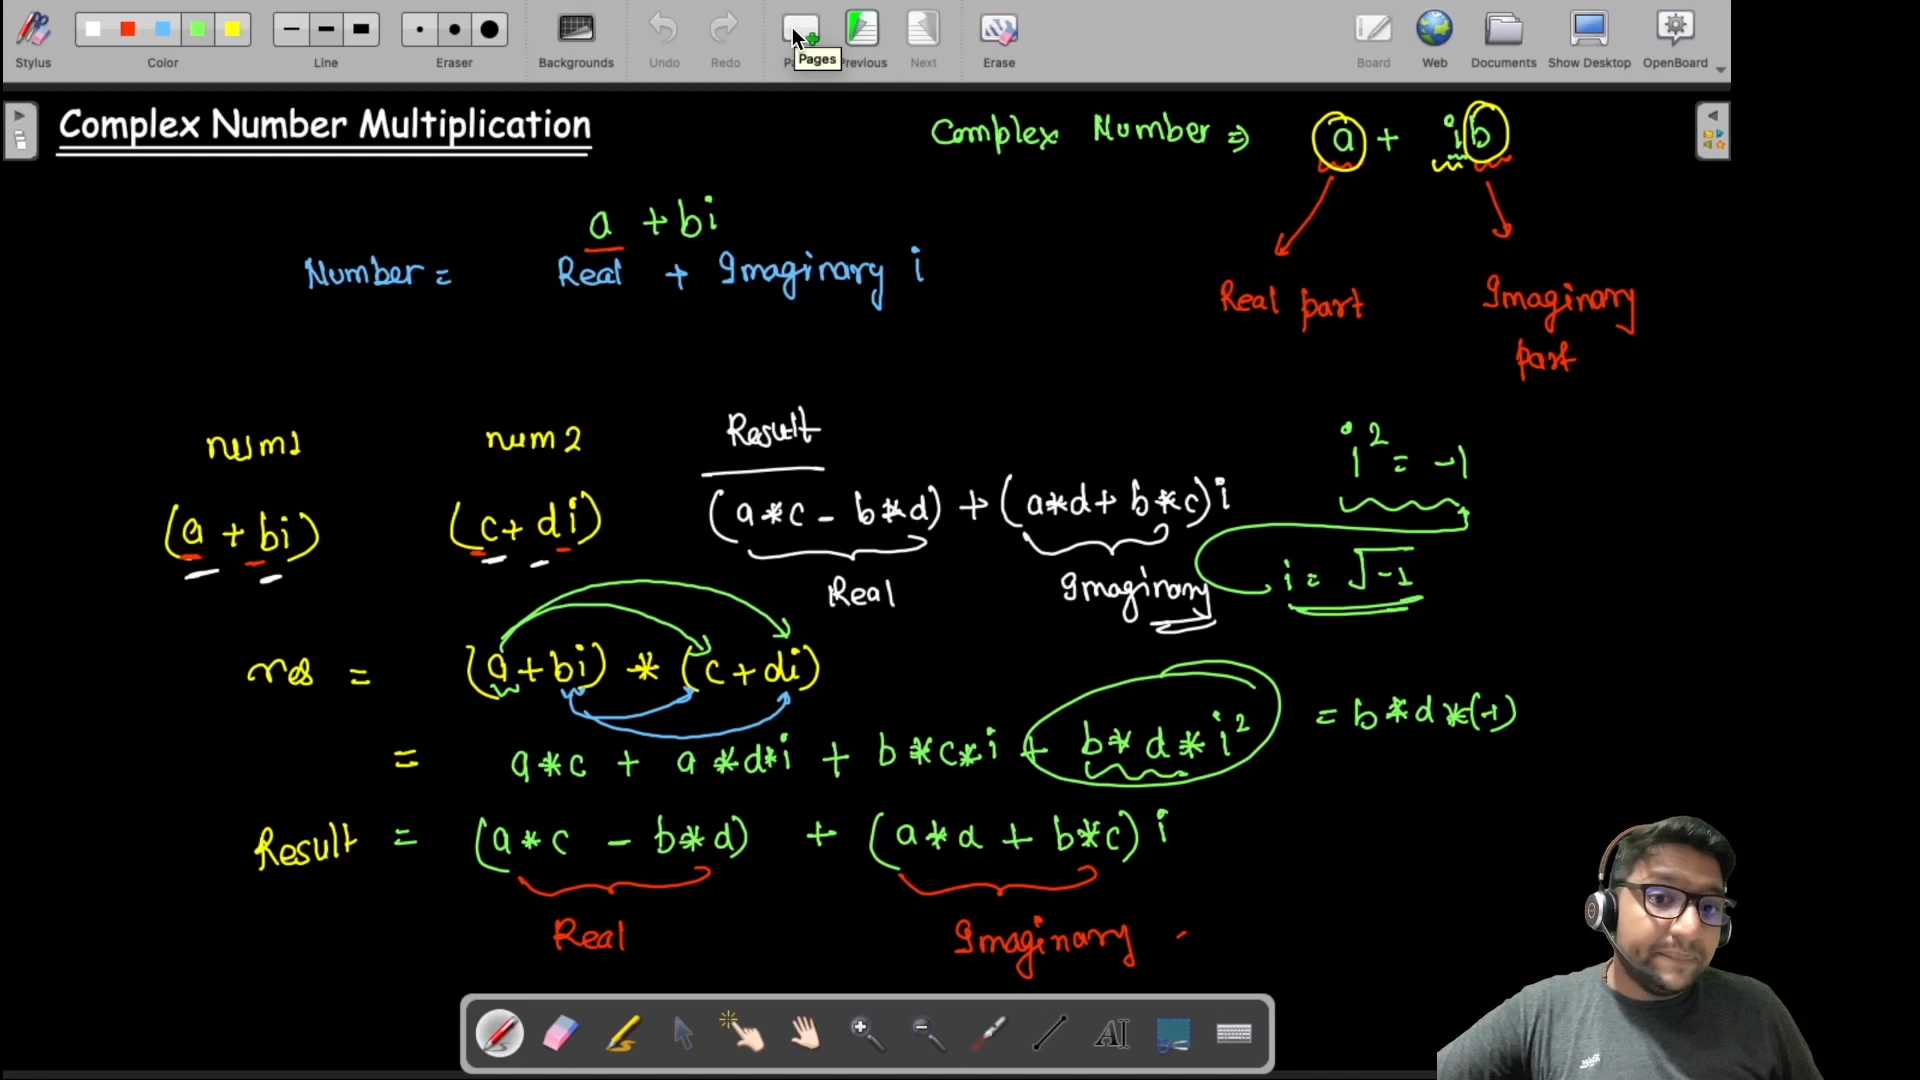 Stylus Color Line Eraser Backgrounds Undo Redo Previous Next Erase Board Web Documents Show Desktop OpenBoard
Pages
Complex Number Multiplication
Complex Number ⇒ a + ib
a + bi
Number = Real + Imaginary i
Real part
Imaginary part
num1 num2 Result
i² = -1
(a + bi) (c + di) (a*c - b*d) + (a*d + b*c)i
Real Imaginary
i = √-1
res = (a+bi) * (c+di)
= a*c + a*d*i + b*c*i + b*d*i² = b*d*(-1)
Result = (a*c - b*d) + (a*d + b*c)i
Real Imaginary